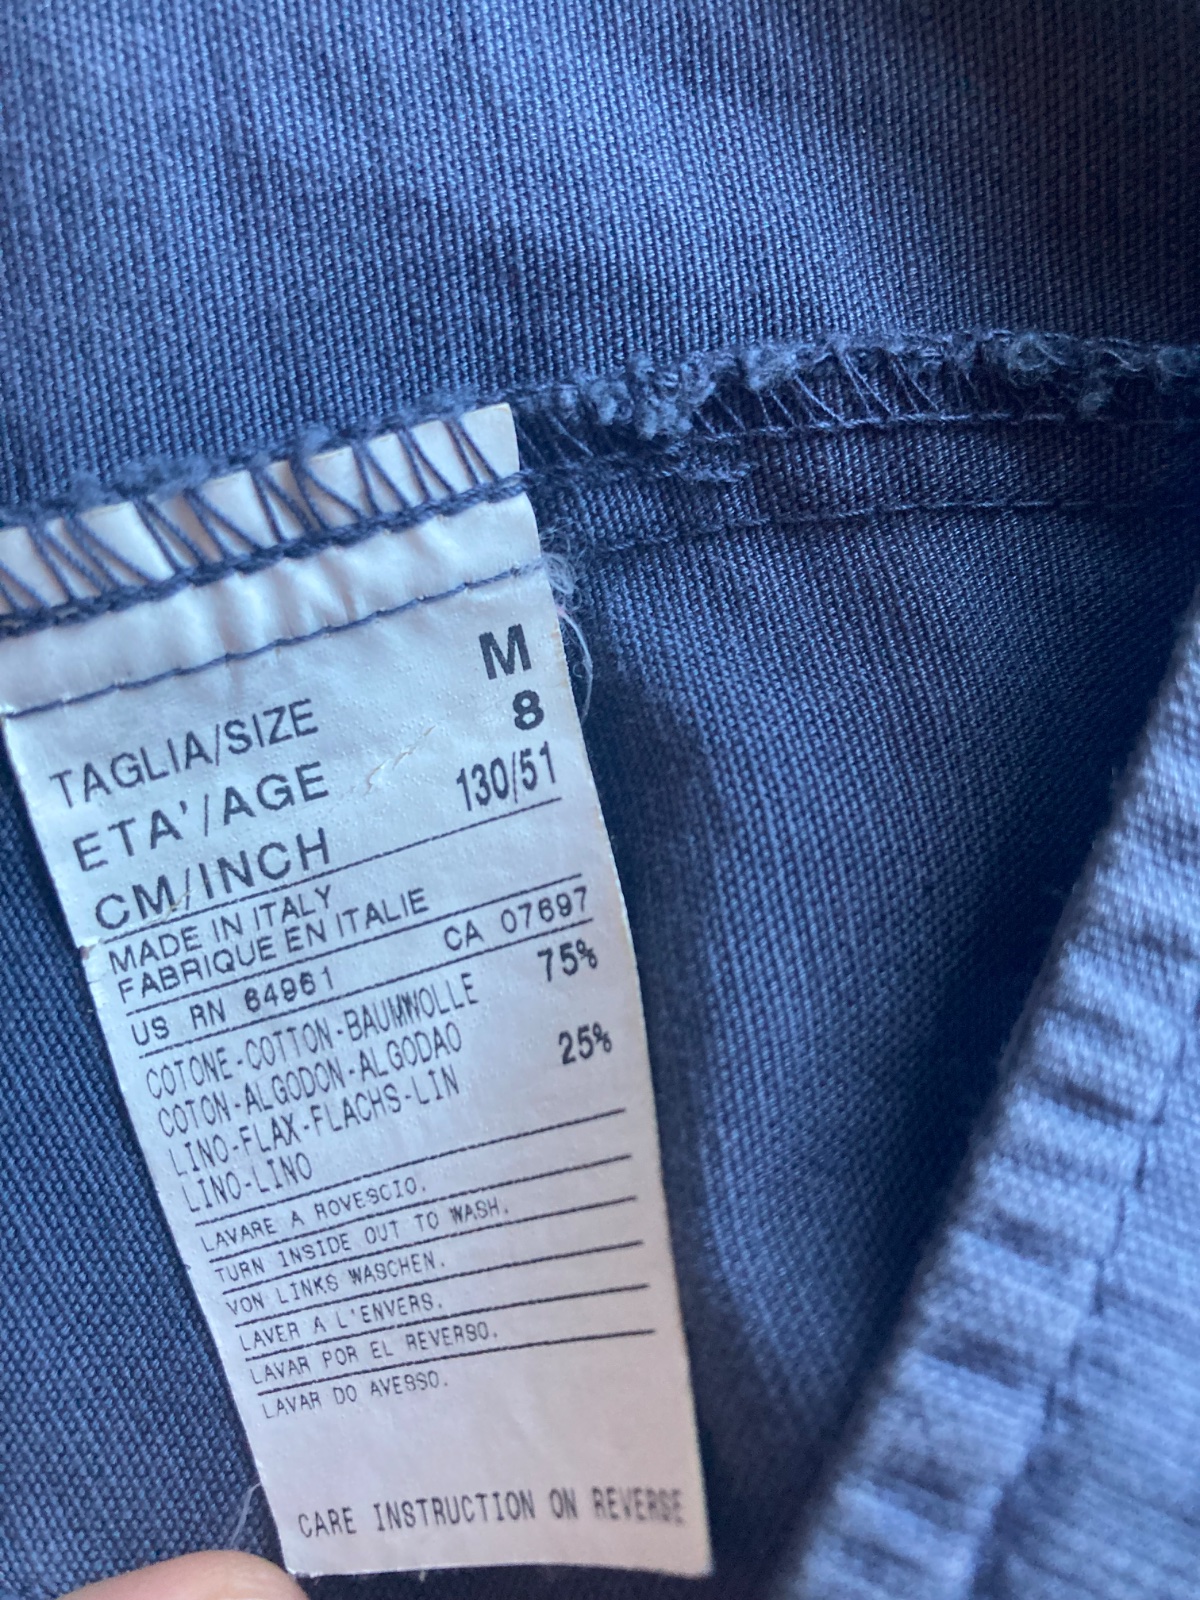 TAGLIA/SIZE M
ETA'/AGE 8
CM/INCH 130/51
MADE IN ITALY
FABRIQUE EN ITALIE
US RN 64961 CA 07697
COTONE-COTTON-BAUMWOLLE 75%
COTON-ALGODON-ALGODAO
LINO-FLAX-FLACHS-LIN 25%
LINO-LINO
LAVARE A ROVESCIO.
TURN INSIDE OUT TO WASH.
VON LINKS WASCHEN.
LAVER A L'ENVERS.
LAVAR POR EL REVERSO.
LAVAR DO AVESSO.
CARE INSTRUCTION ON REVERSE